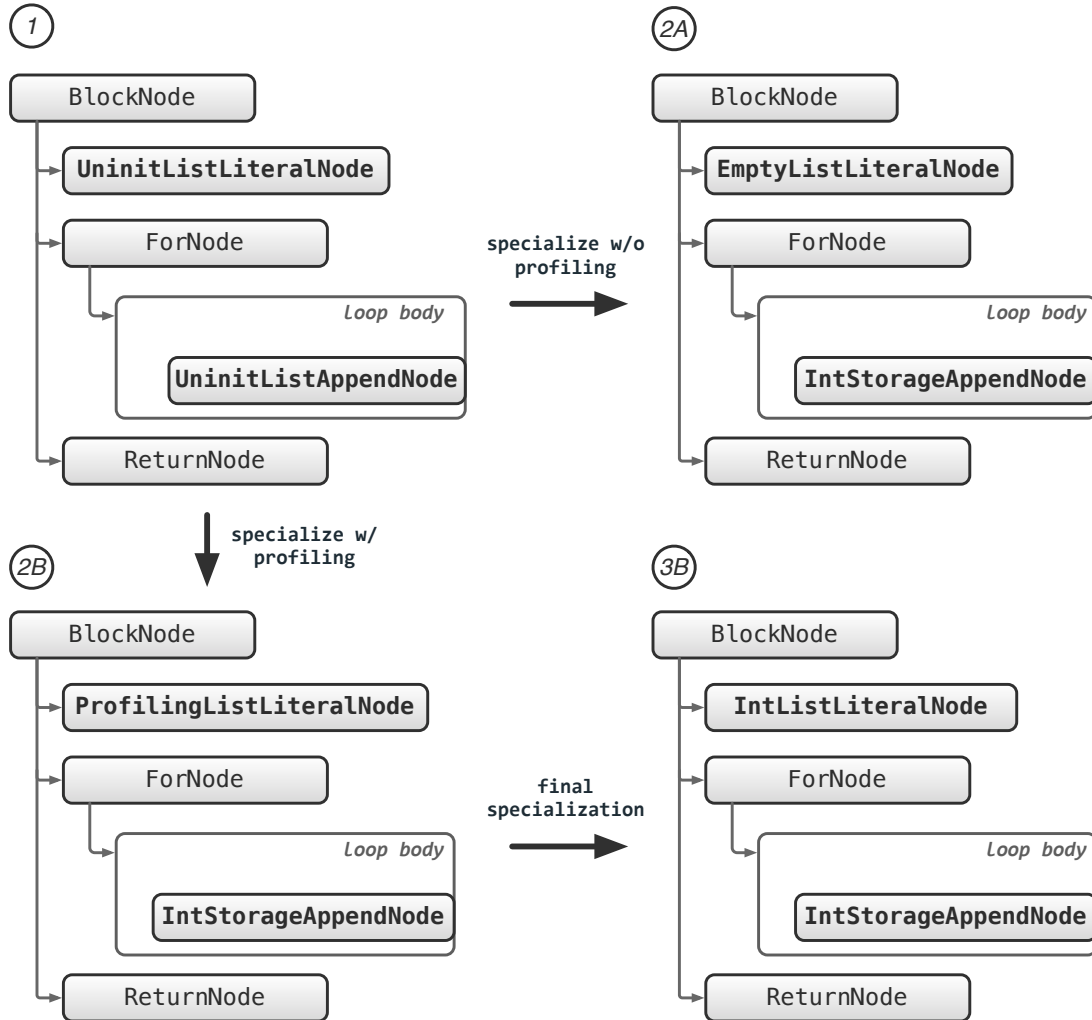 1
BlockNode
UninitListLiteralNode
ForNode
loop body
UninitListAppendNode
ReturnNode
specialize w/o
profiling
2A
BlockNode
EmptyListLiteralNode
ForNode
loop body
IntStorageAppendNode
ReturnNode
specialize w/
profiling
2B
BlockNode
ProfilingListLiteralNode
ForNode
loop body
IntStorageAppendNode
ReturnNode
final
specialization
3B
BlockNode
IntListLiteralNode
ForNode
loop body
IntStorageAppendNode
ReturnNode